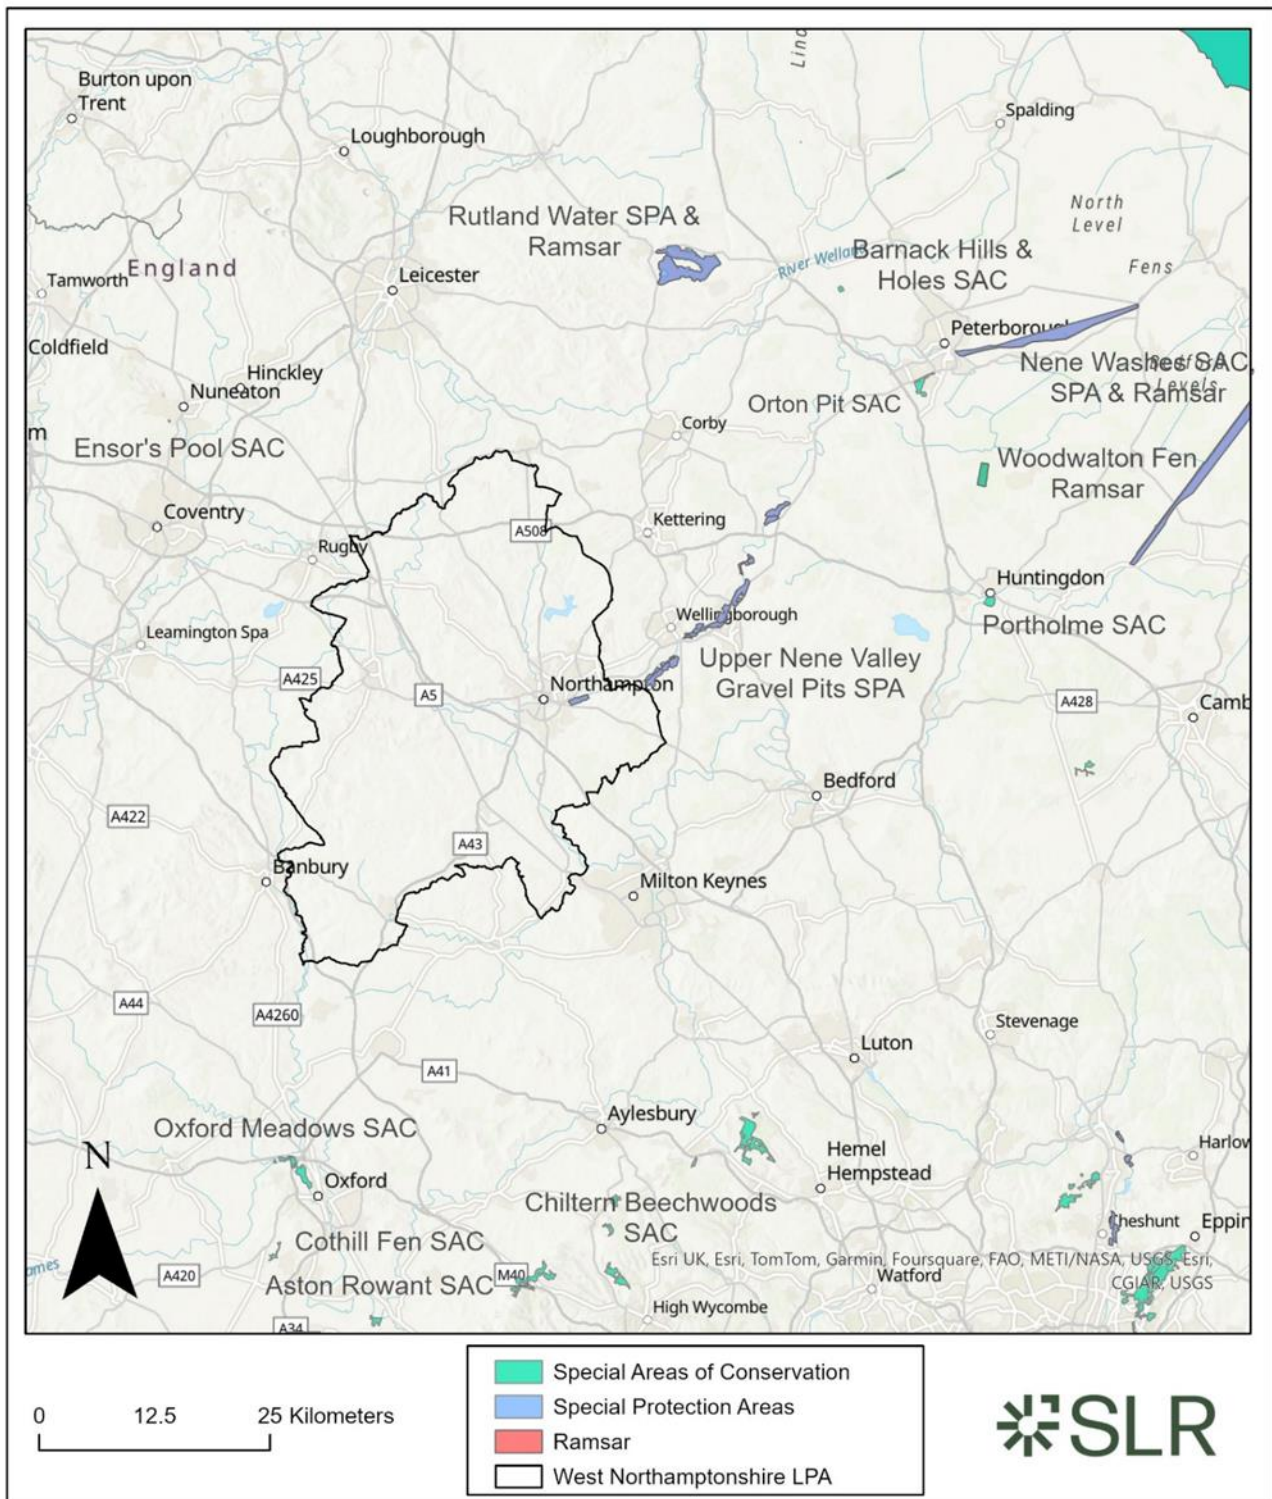 Burton upon
Trent
Loughborough
Spalding
North
Level
Rutland Water SPA &
Ramsar
River Wellan
Barnack Hills &
Holes SAC
England
Leicester
Fens
Tamworth
Peterboroug
Coldfield
Nene Washes SAC,
SPA & Ramsar
Levels
Hinckley
Nuneaton
Orton Pit SAC
Corby
m
Ensor's Pool SAC
Woodwalton Fen
Ramsar
Coventry
Kettering
A508
Rugby
Huntingdon
Wellingborough
Portholme SAC
Leamington Spa
Upper Nene Valley
Gravel Pits SPA
A425
A5
Northampton
A428
Camb
Bedford
A422
A43
Banbury
Milton Keynes
A44
A4260
Stevenage
Luton
A41
Aylesbury
Oxford Meadows SAC
N
Hemel
Hempstead
Harlow
Oxford
Chiltern Beechwoods
SAC
Cheshunt
Eppin
Cothill Fen SAC
Esri UK, Esri, TomTom, Garmin, Foursquare, FAO, METI/NASA, USGS, Esri,
CGIAR, USGS
ames
A420
Aston Rowant SAC
M40
Watford
High Wycombe
A34
0 12.5 25 Kilometers
Special Areas of Conservation
Special Protection Areas
Ramsar
West Northamptonshire LPA
SLR